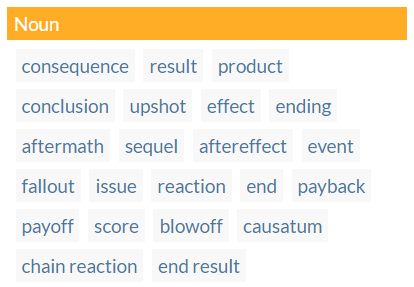 Noun
consequence result product
conclusion upshot effect ending
aftermath sequel aftereffect event
fallout issue reaction end payback
payoff score blowoff causatum
chain reaction end result